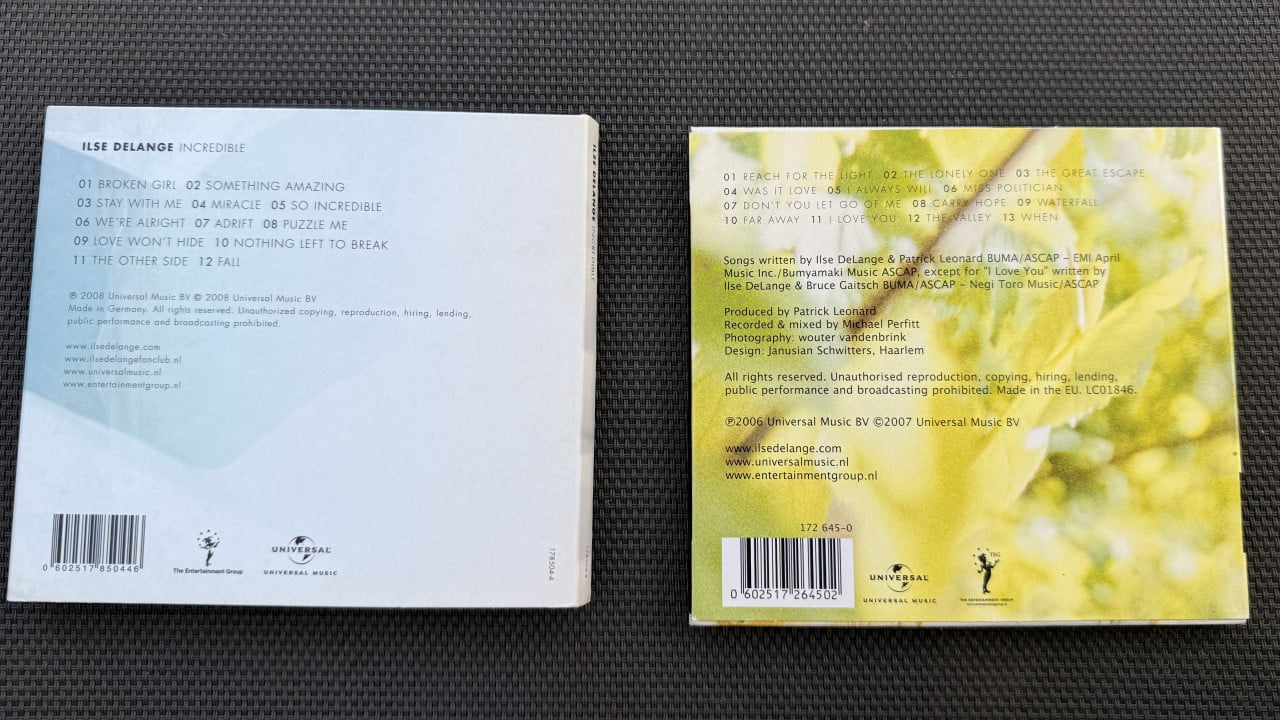 ILSE DELANGE INCREDIBLE
01 BROKEN GIRL 02 SOMETHING AMAZING
03 STAY WITH ME 04 MIRACLE 05 SO INCREDIBLE
06 WE'RE ALRIGHT 07 ADRIFT 08 PUZZLE ME
09 LOVE WON'T HIDE 10 NOTHING LEFT TO BREAK
11 THE OTHER SIDE 12 FALL
℗ 2008 Universal Music BV © 2008 Universal Music BV
Made in Germany. All rights reserved. Unauthorized copying, reproduction, hiring, lending,
public performance and broadcasting prohibited.
www.ilsedelange.com
www.ilsedelangefanclub.nl
www.universalmusic.nl
www.entertainmentgroup.nl
0 602517 850446
The Entertainment Group
UNIVERSAL
UNIVERSAL MUSIC
1785044
ILSE DELANGE INCREDIBLE
1785044
01 REACH FOR THE LIGHT 02 THE LONELY ONE 03 THE GREAT ESCAPE
04 WAS IT LOVE 05 I ALWAYS WILL 06 MISS POLITICIAN
07 DON'T YOU LET GO OF ME 08 CARRY HOPE 09 WATERFALL
10 FAR AWAY 11 I LOVE YOU 12 THE VALLEY 13 WHEN
Songs written by Ilse DeLange & Patrick Leonard BUMA/ASCAP – EMI April
Music Inc./Bumyamaki Music ASCAP, except for "I Love You" written by
Ilse DeLange & Bruce Gaitsch BUMA/ASCAP – Negi Toro Music/ASCAP
Produced by Patrick Leonard
Recorded & mixed by Michael Perfitt
Photography: wouter vandenbrink
Design: Janusian Schwitters, Haarlem
All rights reserved. Unauthorised reproduction, copying, hiring, lending,
public performance and broadcasting prohibited. Made in the EU. LC01846.
℗2006 Universal Music BV ©2007 Universal Music BV
www.ilsedelange.com
www.universalmusic.nl
www.entertainmentgroup.nl
172 645-0
0 602517 264502
UNIVERSAL
UNIVERSAL MUSIC
TEG
THE ENTERTAINMENT GROUP